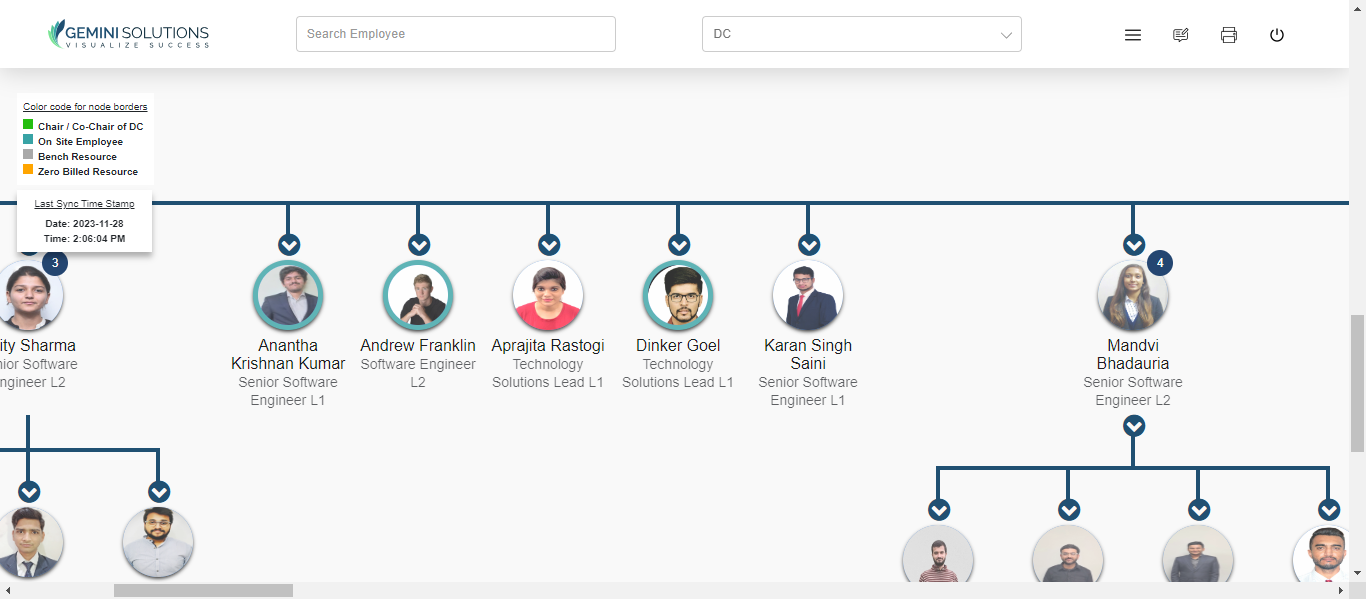 GEMINI SOLUTIONS
VISUALIZE SUCCESS
Search Employee
DC
Color code for node borders
Chair / Co-Chair of DC
On Site Employee
Bench Resource
Zero Billed Resource
Last Sync Time Stamp
Date: 2023-11-28
Time: 2:06:04 PM
3
4
ity Sharma
nior Software
ngineer L2
Anantha
Krishnan Kumar
Senior Software
Engineer L1
Andrew Franklin
Software Engineer
L2
Aprajita Rastogi
Technology
Solutions Lead L1
Dinker Goel
Technology
Solutions Lead L1
Karan Singh
Saini
Senior Software
Engineer L1
Mandvi
Bhadauria
Senior Software
Engineer L2